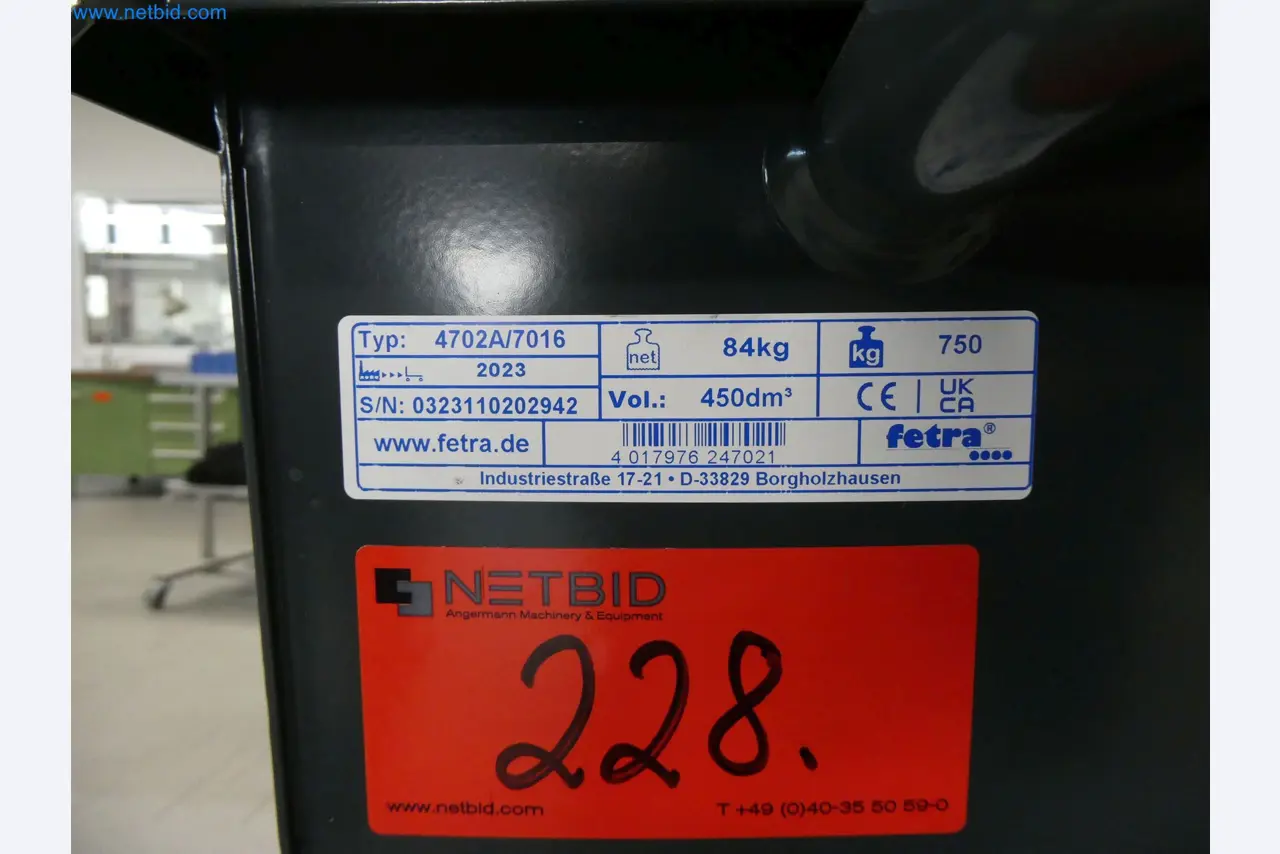 www.netbid.com
Typ: 4702A/7016
2023
S/N: 0323110202942
net 84kg
kg 750
Vol.: 450dm³
CE | UK CA
www.fetra.de
4 017976 247021
fetra®
Industriestraße 17-21 • D-33829 Borgholzhausen
NETBID
Angermann Machinery & Equipment
228.
www.netbid.com
T +49 (0)40-35 50 59-0